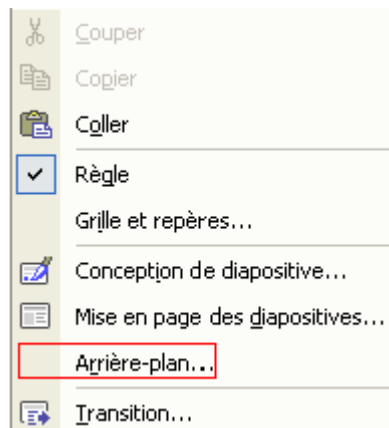 Couper
Copier
Coller
Règle
Grille et repères...
Conception de diapositive...
Mise en page des diapositives...
Arrière-plan...
Transition...